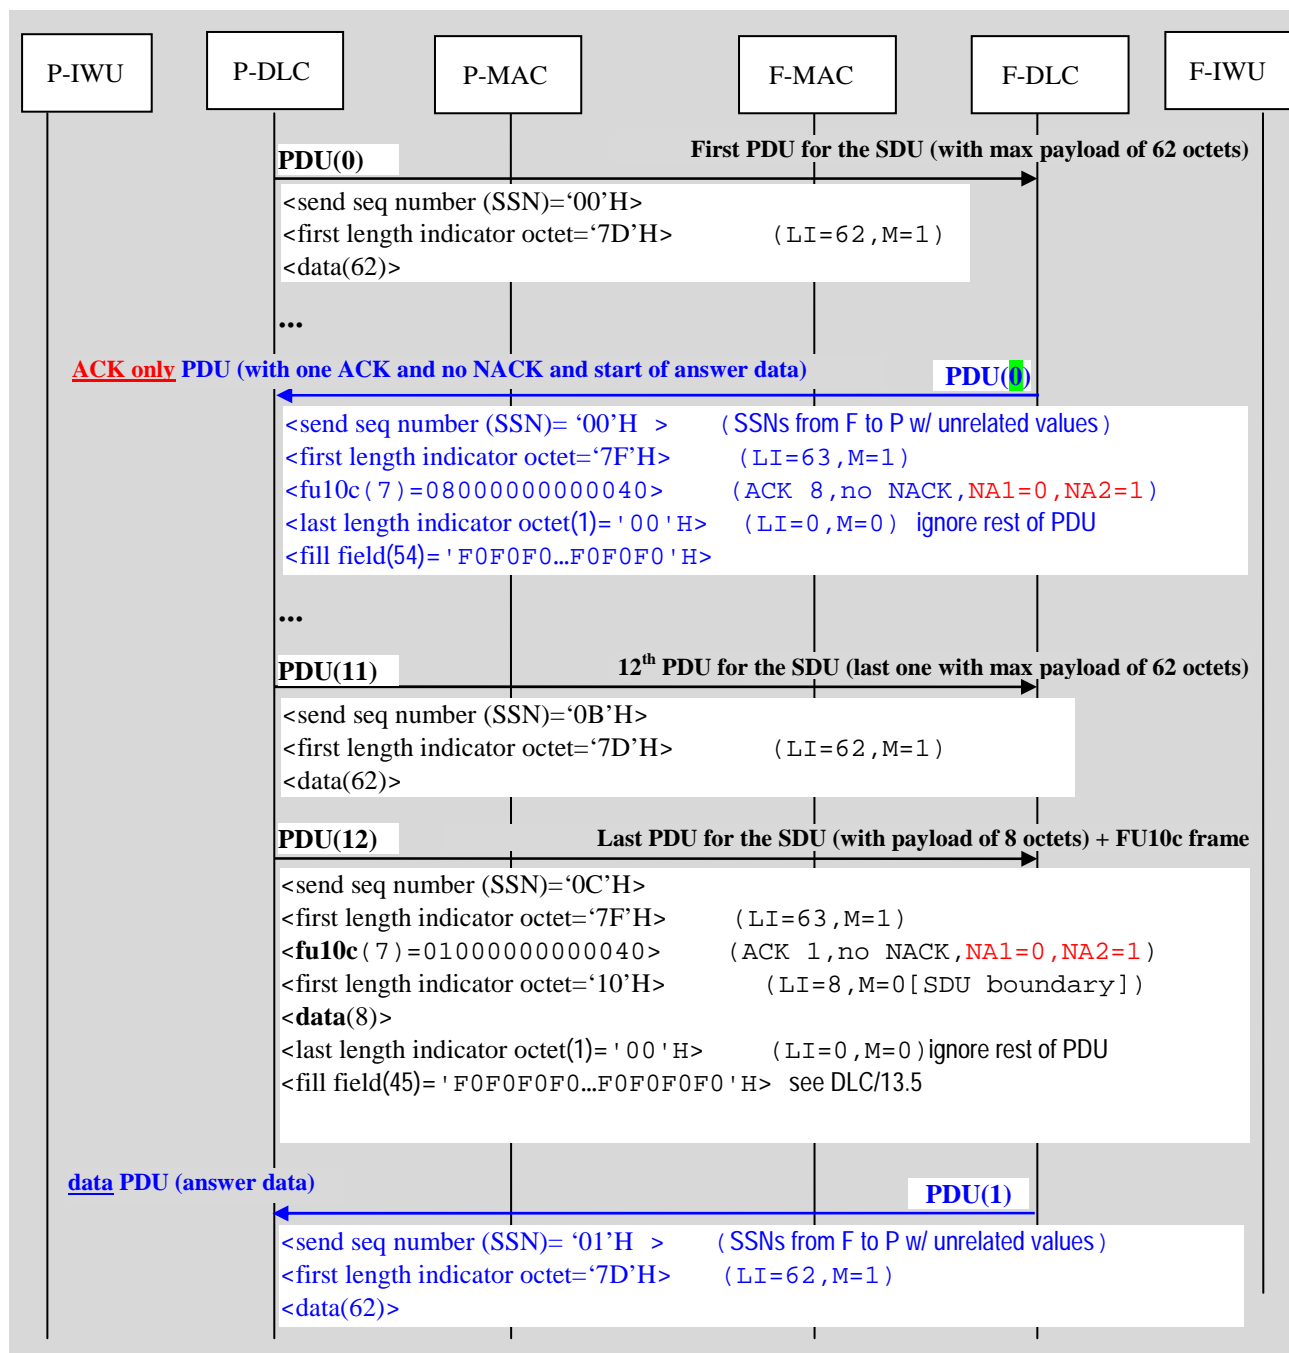 P-IWU
P-DLC
P-MAC
F-MAC
F-DLC
F-IWU
First PDU for the SDU (with max payload of 62 octets)
PDU(0)
<send seq number (SSN)=‘00’H>
<first length indicator octet=‘7D’H> (LI=62,M=1)
<data(62)>
...
ACK only PDU (with one ACK and no NACK and start of answer data)
PDU(0)
<send seq number (SSN)= ‘00’H > (SSNs from F to P w/ unrelated values)
<first length indicator octet=‘7F’H> (LI=63,M=1)
<fu10c(7)=08000000000040> (ACK 8,no NACK,NA1=0,NA2=1)
<last length indicator octet(1)='00'H> (LI=0,M=0) ignore rest of PDU
<fill field(54)='F0F0F0…F0F0F0'H>
...
12th PDU for the SDU (last one with max payload of 62 octets)
PDU(11)
<send seq number (SSN)=‘0B’H>
<first length indicator octet=‘7D’H> (LI=62,M=1)
<data(62)>
PDU(12)
Last PDU for the SDU (with payload of 8 octets) + FU10c frame
<send seq number (SSN)=‘0C’H>
<first length indicator octet=‘7F’H> (LI=63,M=1)
<fu10c(7)=01000000000040> (ACK 1,no NACK,NA1=0,NA2=1)
<first length indicator octet=‘10’H> (LI=8,M=0[SDU boundary])
<data(8)>
<last length indicator octet(1)='00'H> (LI=0,M=0)ignore rest of PDU
<fill field(45)='F0F0F0F0…F0F0F0F0'H> see DLC/13.5
data PDU (answer data)
PDU(1)
<send seq number (SSN)= ‘01’H > (SSNs from F to P w/ unrelated values)
<first length indicator octet=‘7D’H> (LI=62,M=1)
<data(62)>